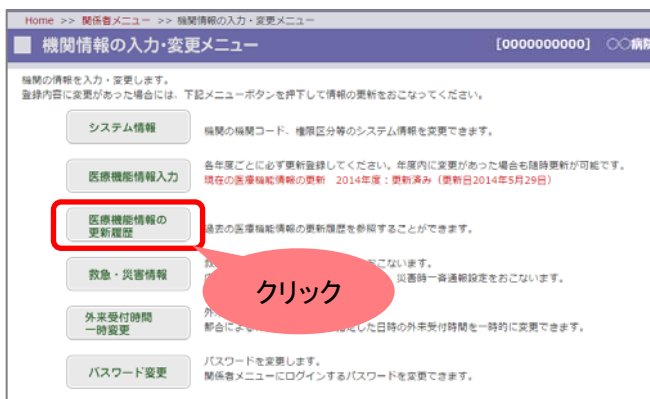 Home >> 関係者メニュー >> 機関情報の入力・変更メニュー
機関情報の入力・変更メニュー
[0000000000] 〇〇病院
機関の情報を入力・変更します。
登録内容に変更があった場合には、下記メニューボタンを押下して情報の更新をおこなってください。
システム情報
機関の機関コード、権限区分等のシステム情報を変更できます。
医療機能情報入力
各年度ごとに必ず更新登録してください。年度内に変更があった場合も随時更新が可能です。
現在の医療機能情報の更新 2014年度：更新済み（更新日2014年5月29日）
医療機能情報の
更新履歴
過去の医療機能情報の更新履歴を参照することができます。
クリック
救急・災害情報
おこないます。
災害時一斉通報設定をおこないます。
外来受付時間
一時変更
都合によ
した日時の外来受付時間を一時的に変更できます。
パスワード変更
パスワードを変更します。
関係者メニューにログインするパスワードを変更できます。